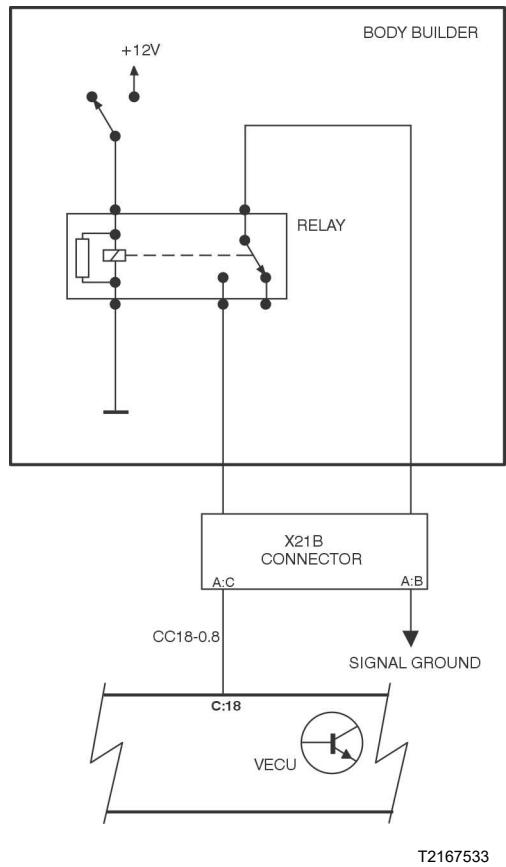 BODY BUILDER
+12V
RELAY
X21B
CONNECTOR
A:C
A:B
CC18-0.8
SIGNAL GROUND
C:18
VECU
T2167533